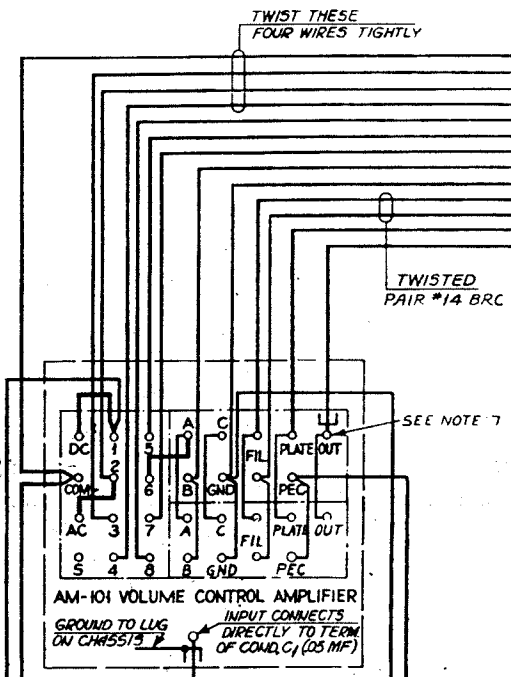 TWIST THESE
FOUR WIRES TIGHTLY
TWISTED
PAIR #14 BRC
A C
DC 1 5 FIL PLATE OUT
SEE NOTE 7
COM 2 6 B GND PEC
AC 3 7 A C FIL PLATE OUT
S 4 8 B GND PEC
AM-101 VOLUME CONTROL AMPLIFIER
GROUND TO LUG
ON CHASSIS
INPUT CONNECTS
DIRECTLY TO TERM.
OF COND, C1 (.05 MF)